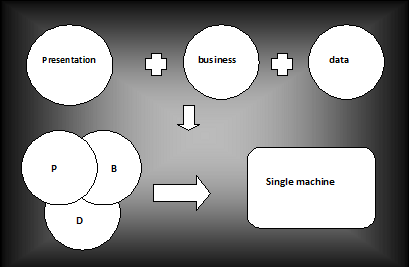 Presentation
business
data
P
B
D
Single machine